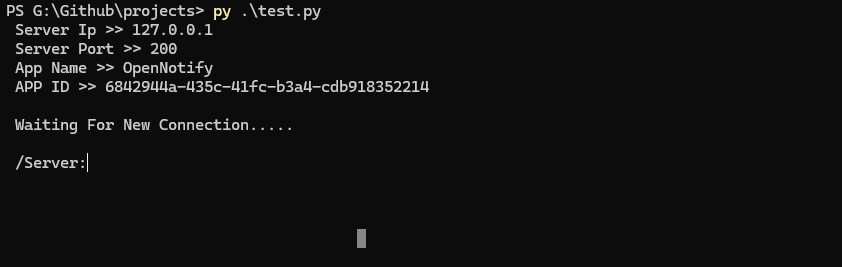 PS G:\Github\projects> py .\test.py
Server Ip >> 127.0.0.1
Server Port >> 200
App Name >> OpenNotify
APP ID >> 6842944a-435c-41fc-b3a4-cdb918352214
Waiting For New Connection.....
/Server: